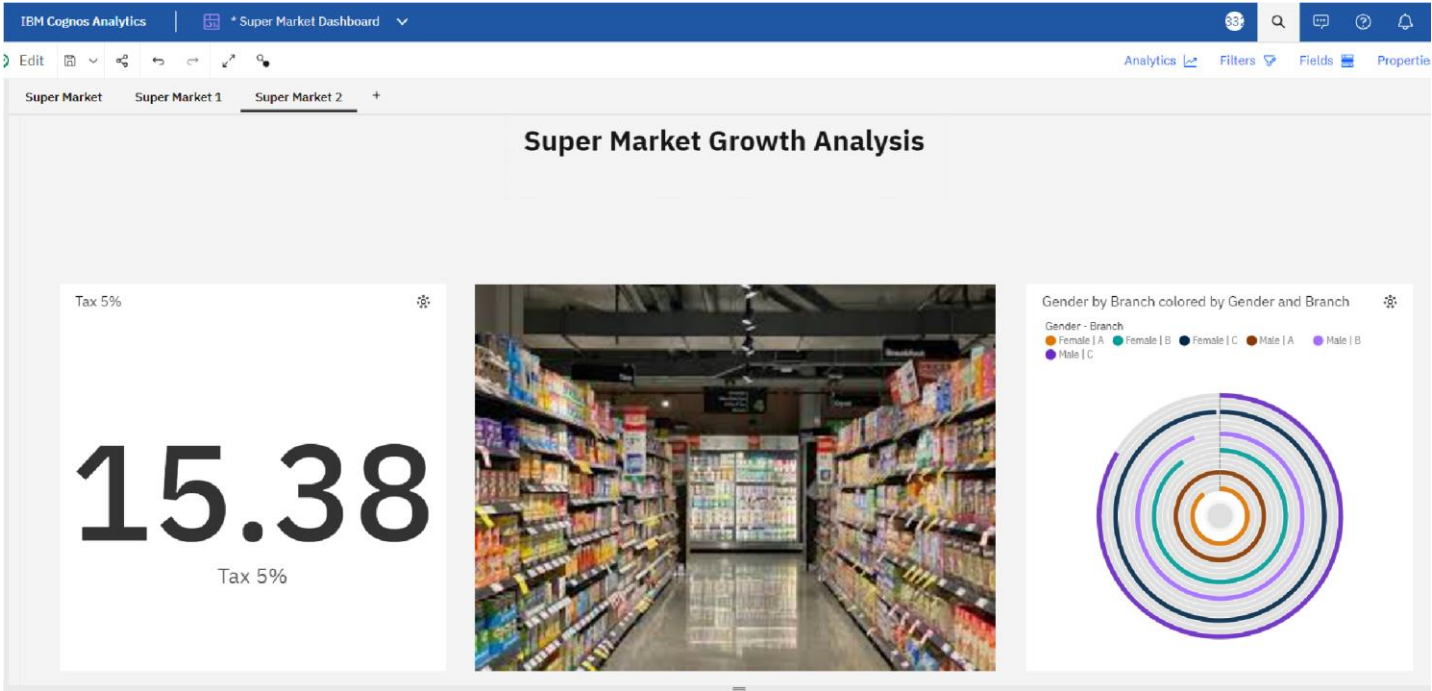 IBM Cognos Analytics * Super Market Dashboard
Edit Analytics Filters Fields Propertie
Super Market Super Market 1 Super Market 2 +
Super Market Growth Analysis
Tax 5%
15.38
Tax 5%
Breakfast
Gender by Branch colored by Gender and Branch
Gender - Branch
Female | A Female | B Female | C Male | A Male | B
Male | C